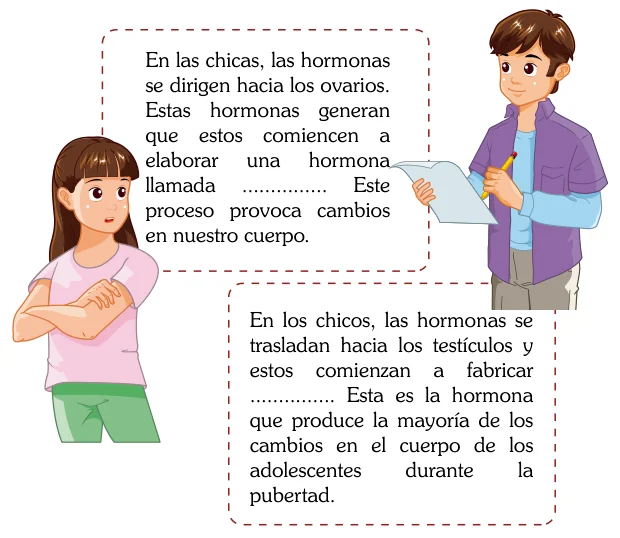 En las chicas, las hormonas
se dirigen hacia los ovarios.
Estas hormonas generan
que estos comiencen a
elaborar una hormona
llamada ............... Este
proceso provoca cambios
en nuestro cuerpo.
En los chicos, las hormonas se
trasladan hacia los testículos y
estos comienzan a fabricar
............... Esta es la hormona
que produce la mayoría de los
cambios en el cuerpo de los
adolescentes durante la
pubertad.